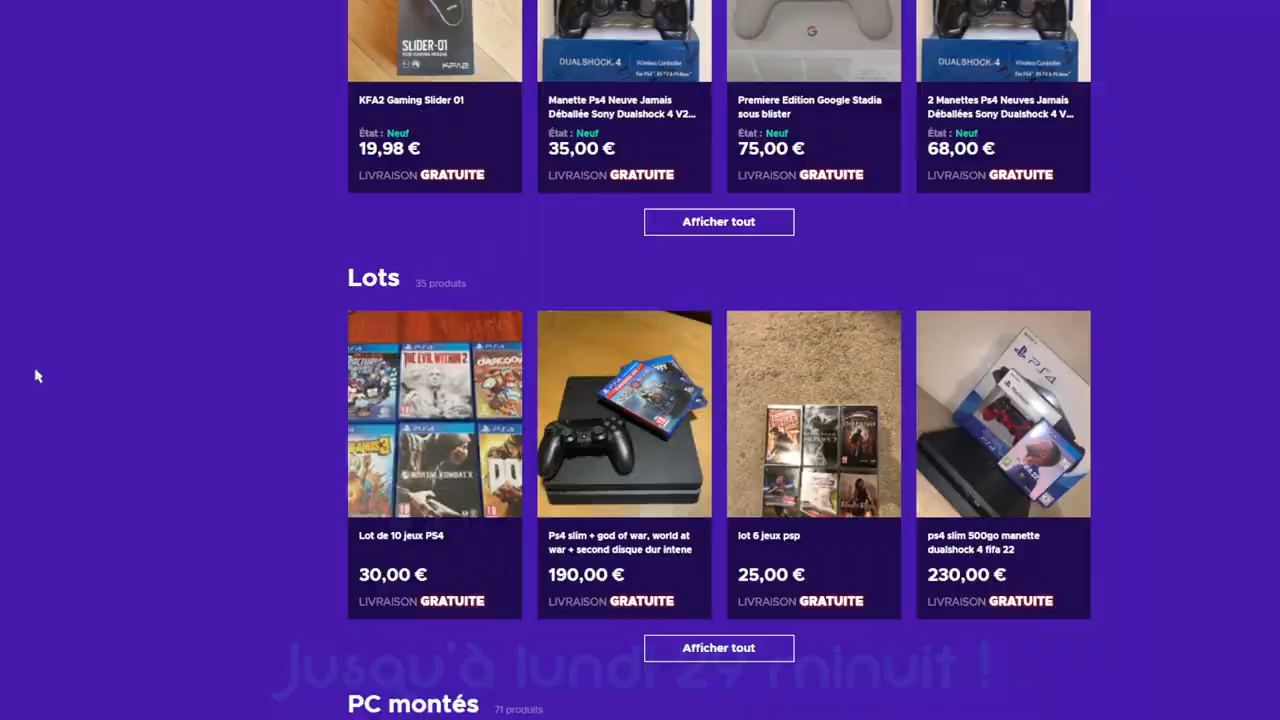 SLIDER-01
KFA2
DUALSHOCK.4
Wireless Controller
G
DUALSHOCK.4
Wireless Controller
KFA2 Gaming Slider 01
Manette Ps4 Neuve Jamais
Déballée Sony Dualshock 4 V2...
Premiere Edition Google Stadia
sous blister
2 Manettes Ps4 Neuves Jamais
Déballées Sony Dualshock 4 V...
État : Neuf
État : Neuf
État : Neuf
État : Neuf
19,98 €
35,00 €
75,00 €
68,00 €
LIVRAISON GRATUITE
LIVRAISON GRATUITE
LIVRAISON GRATUITE
LIVRAISON GRATUITE
Afficher tout
Lots
35 produits
PS4
THE EVIL WITHIN 2
MORTAL KOMBAT X
DOO
PS4
INFERNO
Lot de 10 jeux PS4
Ps4 slim + god of war, world at
war + second disque dur intene
lot 6 jeux psp
ps4 slim 500go manette
dualshock 4 fifa 22
30,00 €
190,00 €
25,00 €
230,00 €
LIVRAISON GRATUITE
LIVRAISON GRATUITE
LIVRAISON GRATUITE
LIVRAISON GRATUITE
Afficher tout
Jusqu'à lundi 29 minuit !
PC montés
71 produits